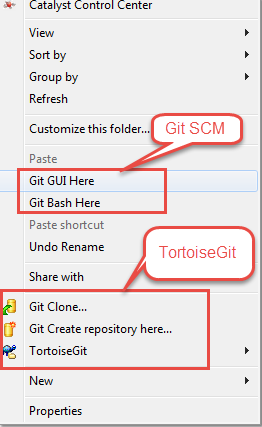 Catalyst Control Center
View
Sort by
Group by
Refresh
Customize this folder...
Git SCM
Paste
Git GUI Here
Git Bash Here
Paste shortcut
Undo Rename
TortoiseGit
Share with
Git Clone...
Git Create repository here...
TortoiseGit
New
Properties